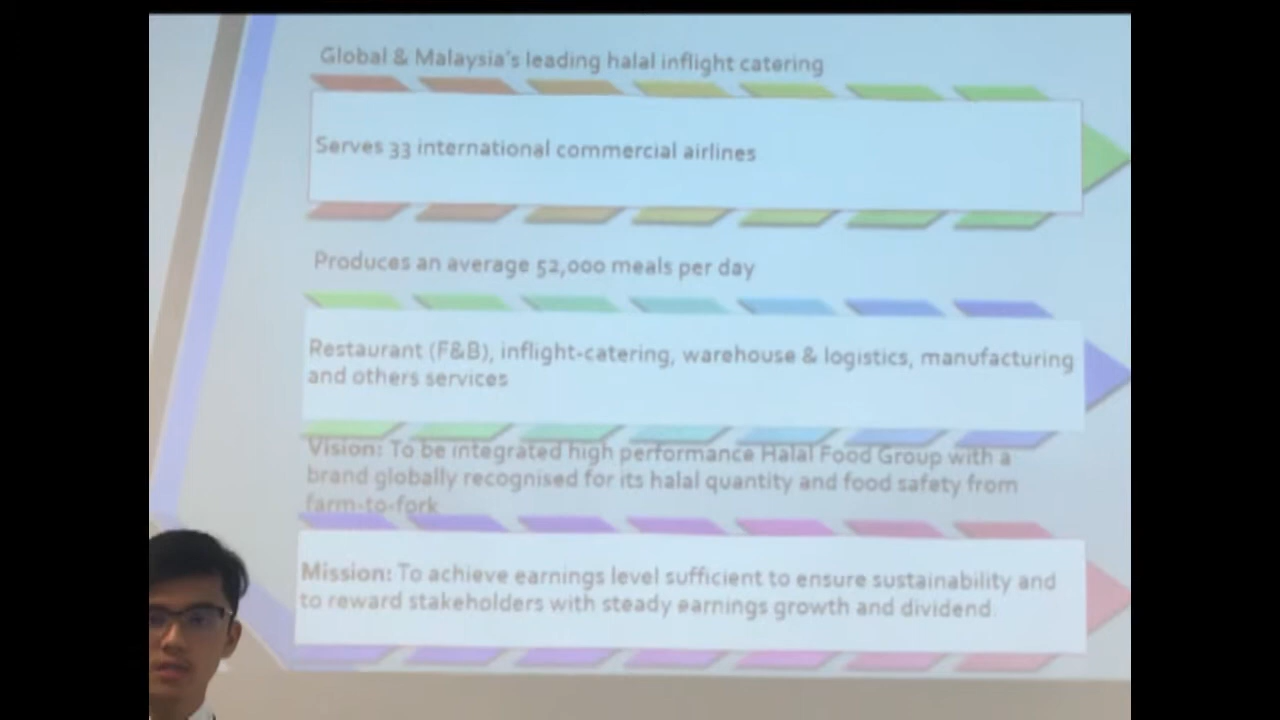 Global & Malaysia's leading halal inflight catering
Serves 33 international commercial airlines
Produces an average 52,000 meals per day
Restaurant (F&B), inflight-catering, warehouse & logistics, manufacturing
and others services
Vision: To be integrated high performance Halal Food Group with a
brand globally recognised for its halal quantity and food safety from
farm-to-fork
Mission: To achieve earnings level sufficient to ensure sustainability and
to reward stakeholders with steady earnings growth and dividend.